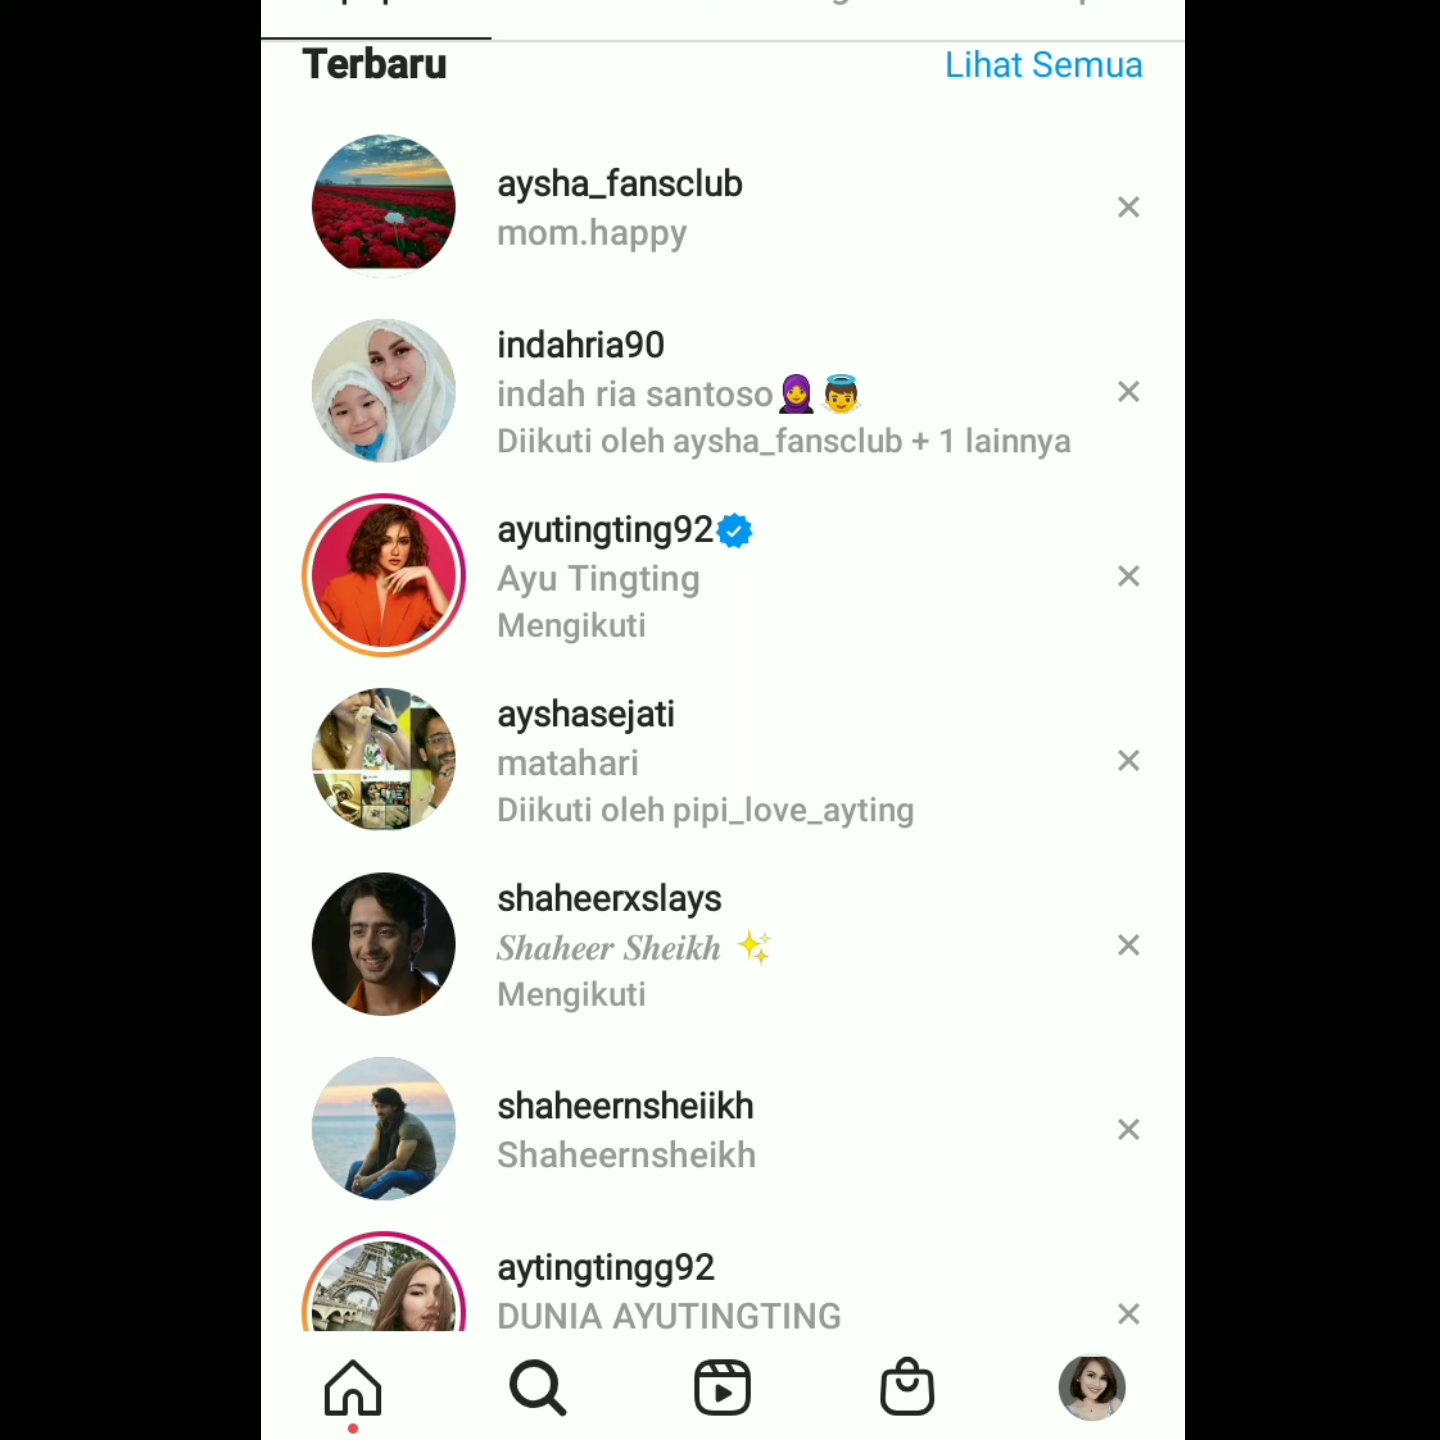 Terbaru
Lihat Semua
aysha_fansclub
mom.happy
indahria90
indah ria santoso🧕👼
Diikuti oleh aysha_fansclub + 1 lainnya
ayutingting92
Ayu Tingting
Mengikuti
ayshasejati
matahari
Diikuti oleh pipi_love_ayting
shaheerxslays
𝑆ℎ𝑎ℎ𝑒𝑒𝑟 𝑆ℎ𝑒𝑖𝑘ℎ ✨
Mengikuti
shaheernsheiikh
Shaheernsheikh
aytingtingg92
DUNIA AYUTINGTING